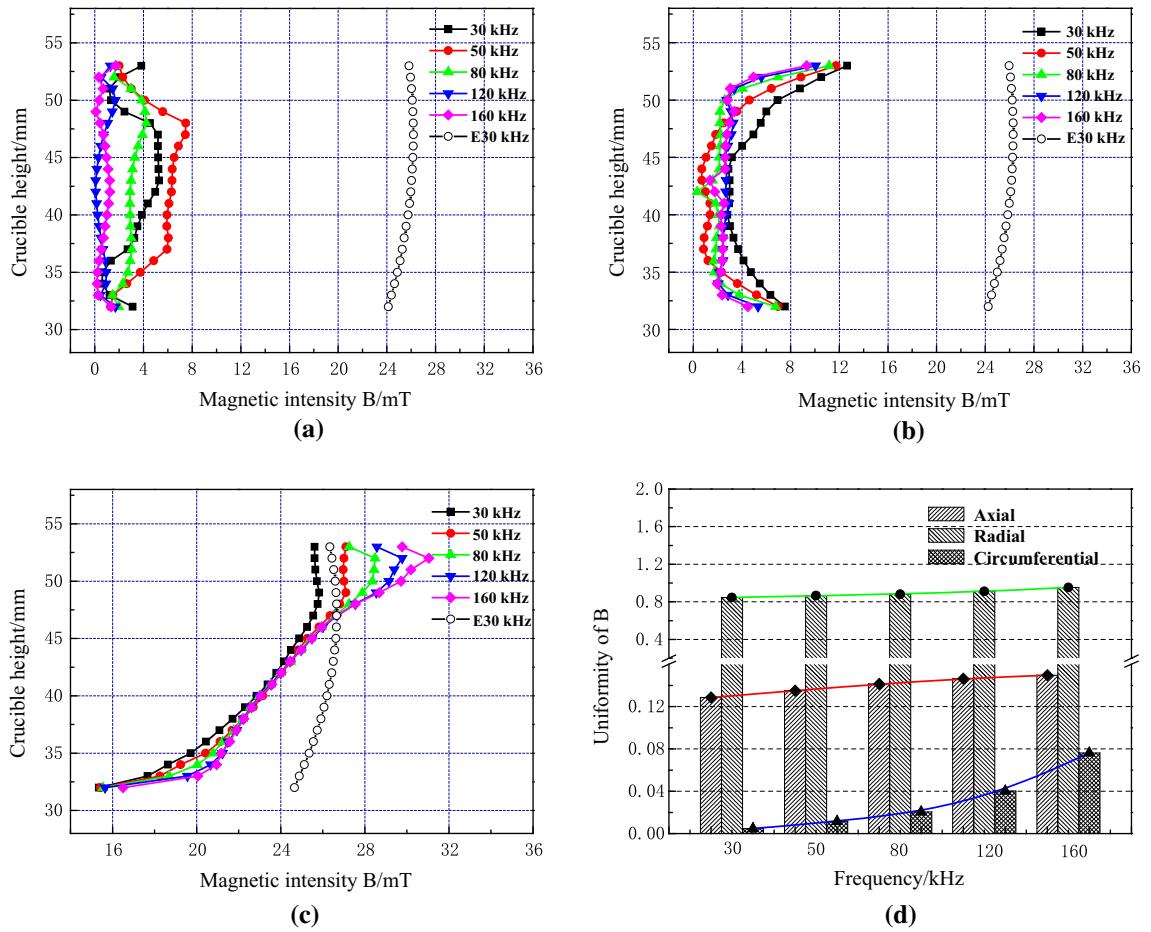 30 kHz
50 kHz
80 kHz
120 kHz
160 kHz
E30 kHz
55
50
45
40
35
30
Crucible height/mm
0 4 8 12 16 20 24 28 32 36
Magnetic intensity B/mT
(a)
30 kHz
50 kHz
80 kHz
120 kHz
160 kHz
E30 kHz
55
50
45
40
35
30
Crucible height/mm
0 4 8 12 16 20 24 28 32 36
Magnetic intensity B/mT
(b)
30 kHz
50 kHz
80 kHz
120 kHz
160 kHz
E30 kHz
55
50
45
40
35
30
Crucible height/mm
16 20 24 28 32 36
Magnetic intensity B/mT
(c)
Axial
Radial
Circumferential
2.0
1.6
1.2
0.8
0.4
0.12
0.08
0.04
0.00
Uniformity of B
30 50 80 120 160
Frequency/kHz
(d)